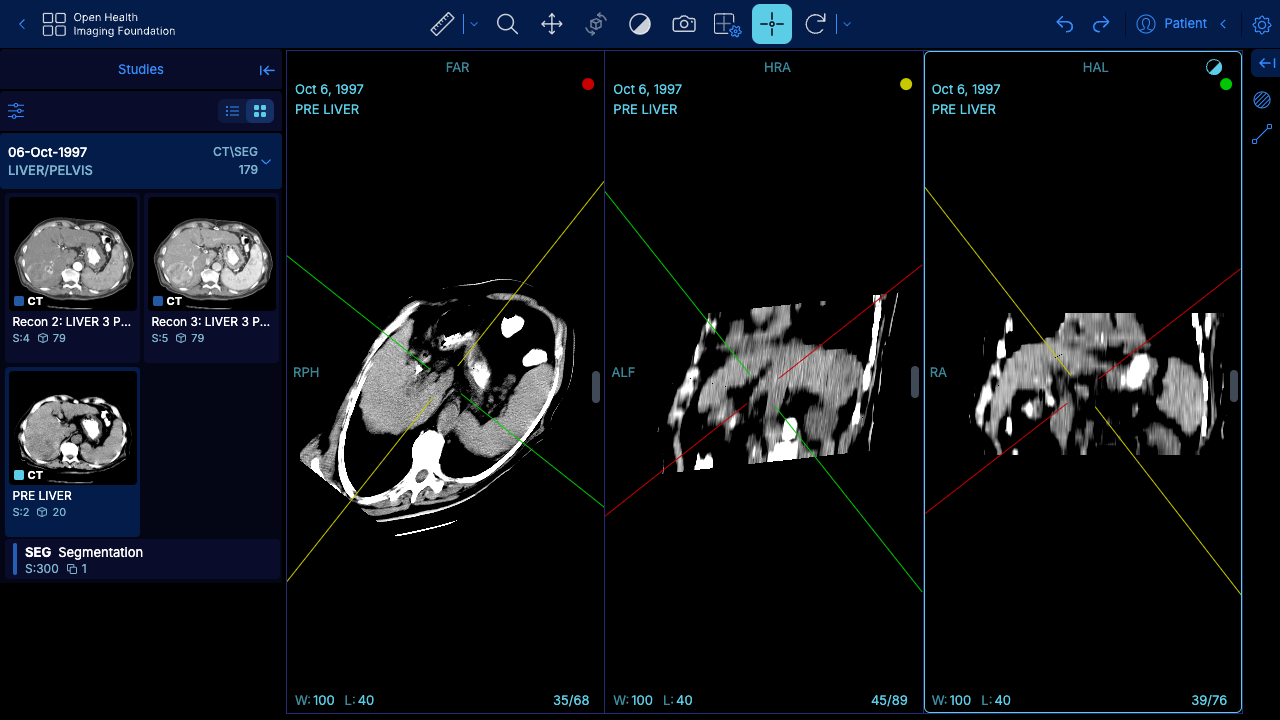 Open Health
Imaging Foundation
Patient
Studies
06-Oct-1997
CT\SEG
LIVER/PELVIS
179
CT
CT
Recon 2: LIVER 3 P...
Recon 3: LIVER 3 P...
S:4 79
S:5 79
CT
PRE LIVER
S:2 20
SEG Segmentation
S:300 1
FAR
Oct 6, 1997
PRE LIVER
RPH
W: 100 L: 40
35/68
HRA
Oct 6, 1997
PRE LIVER
ALF
W: 100 L: 40
45/89
HAL
Oct 6, 1997
PRE LIVER
RA
W: 100 L: 40
39/76